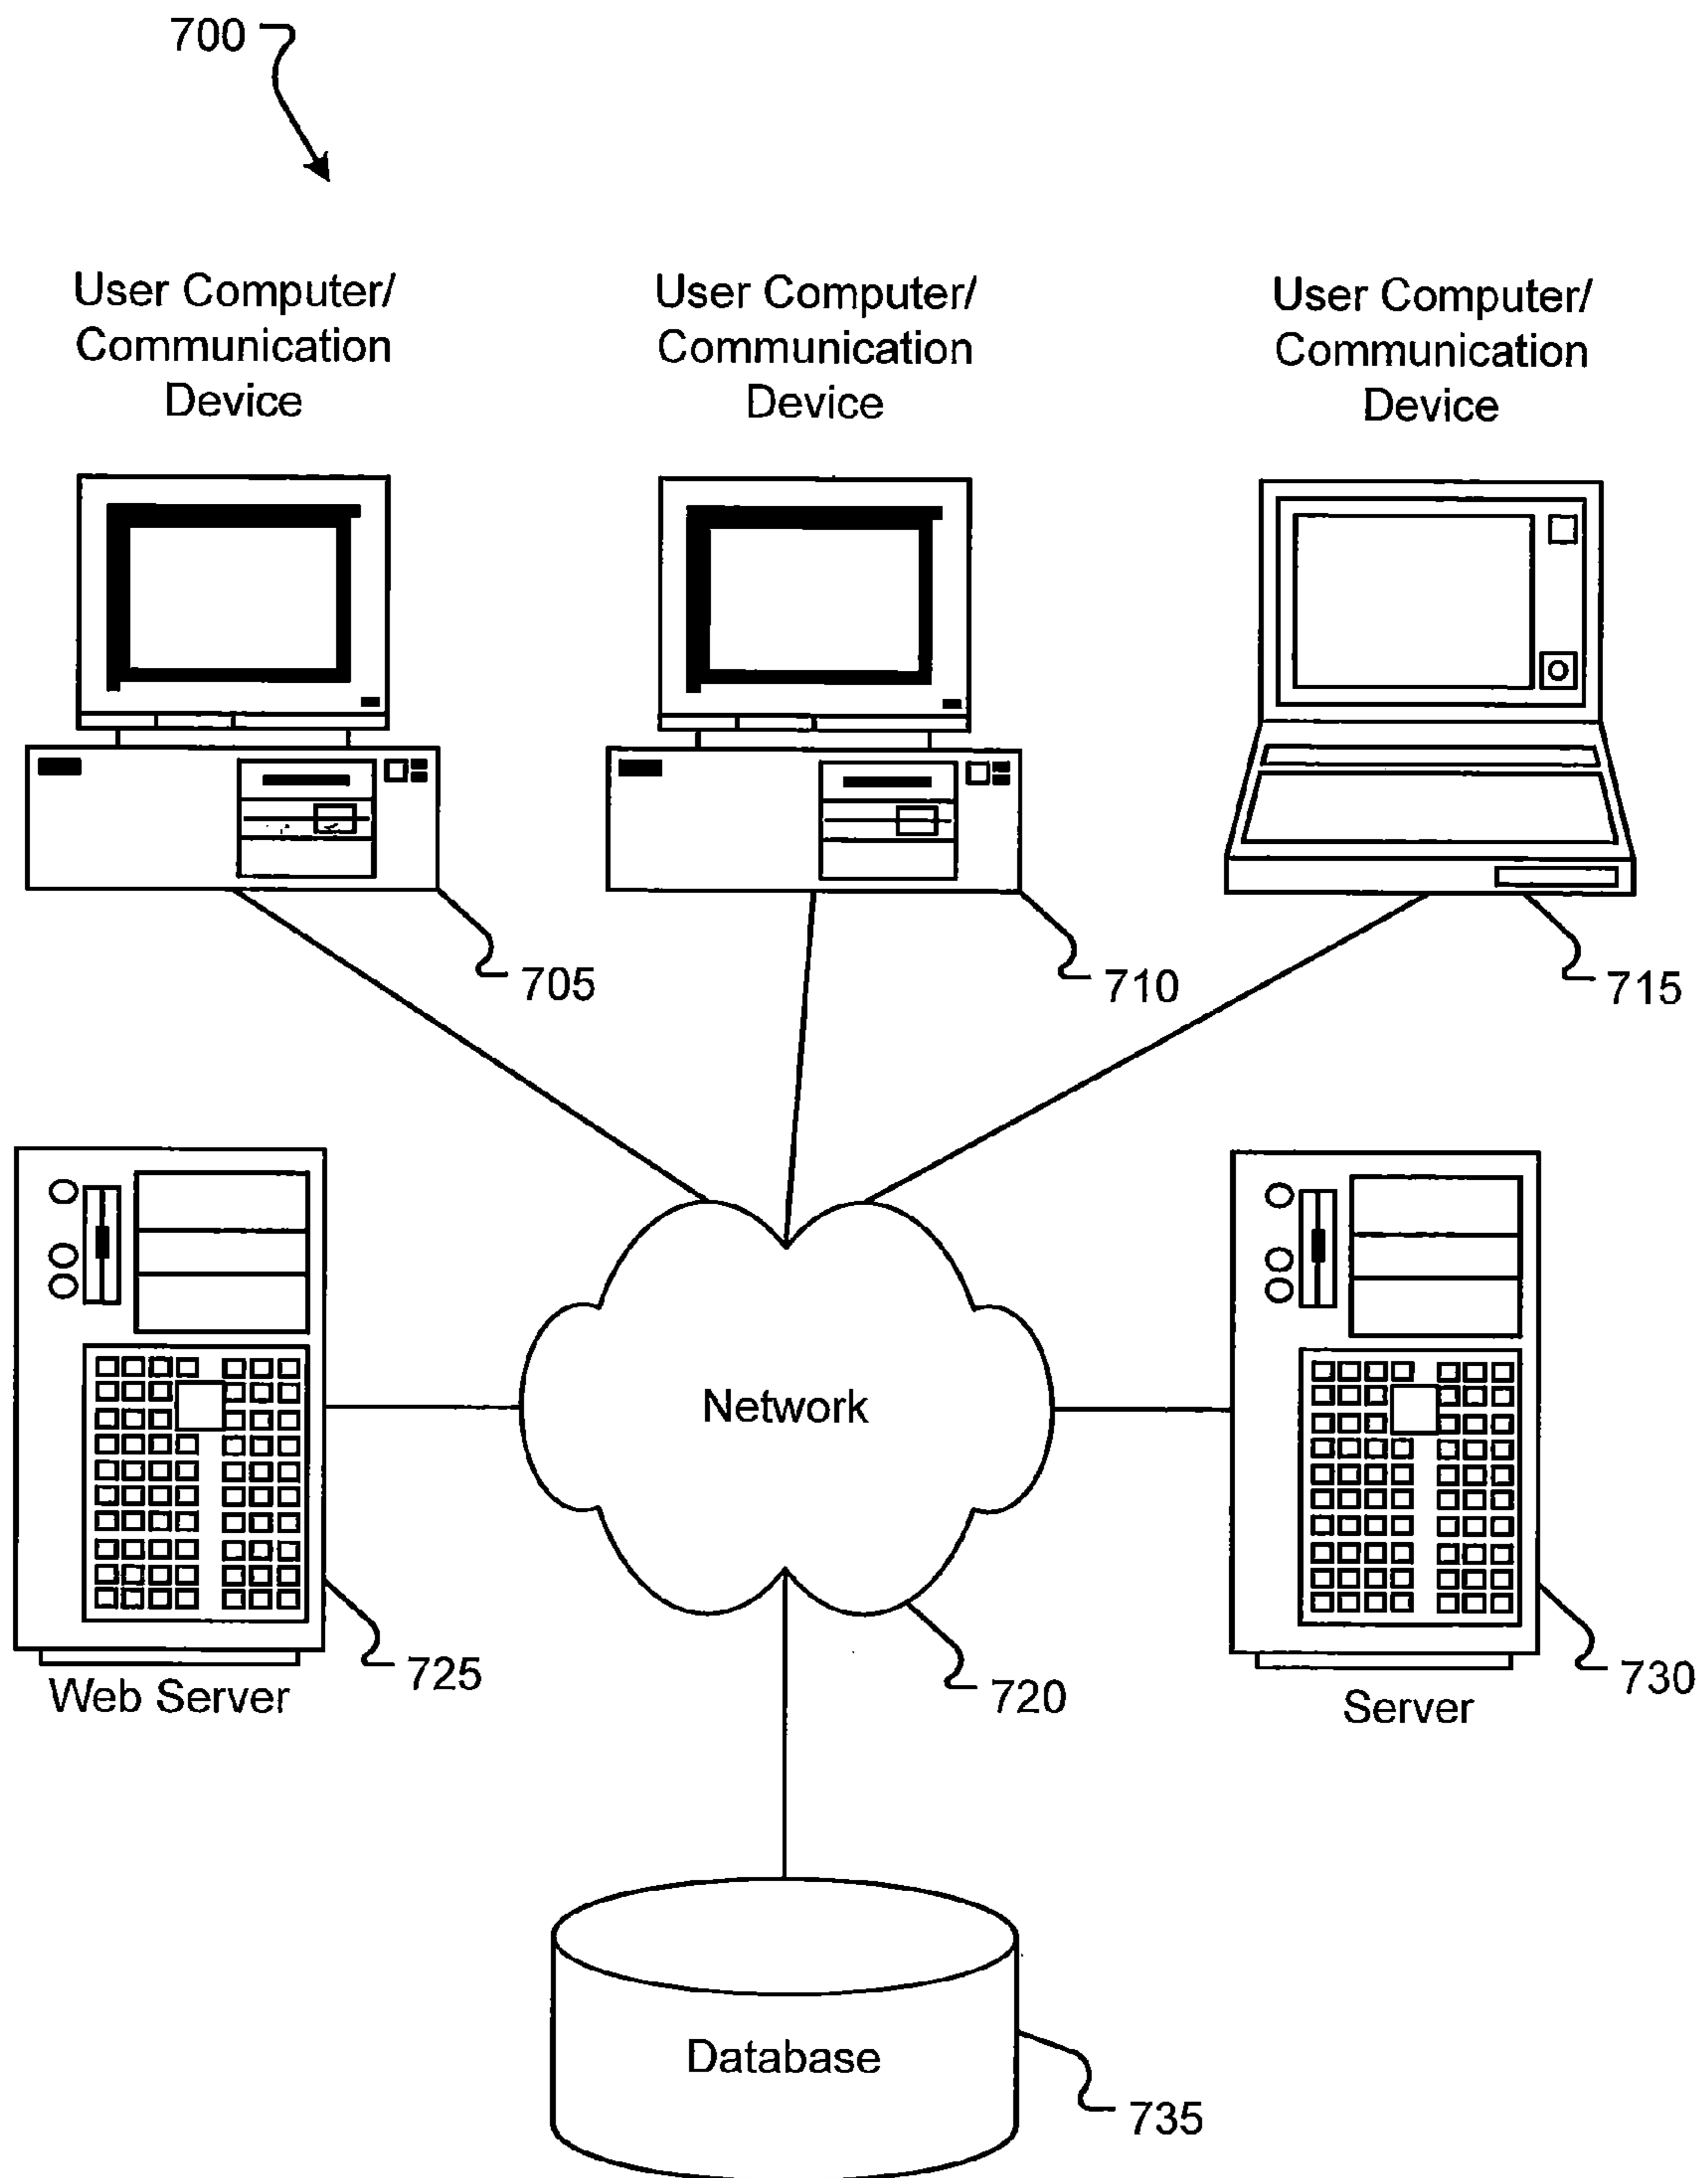 700
User Computer/
Communication
Device
User Computer/
Communication
Device
User Computer/
Communication
Device
705
710
715
Network
725
Web Server
720
730
Server
Database
735